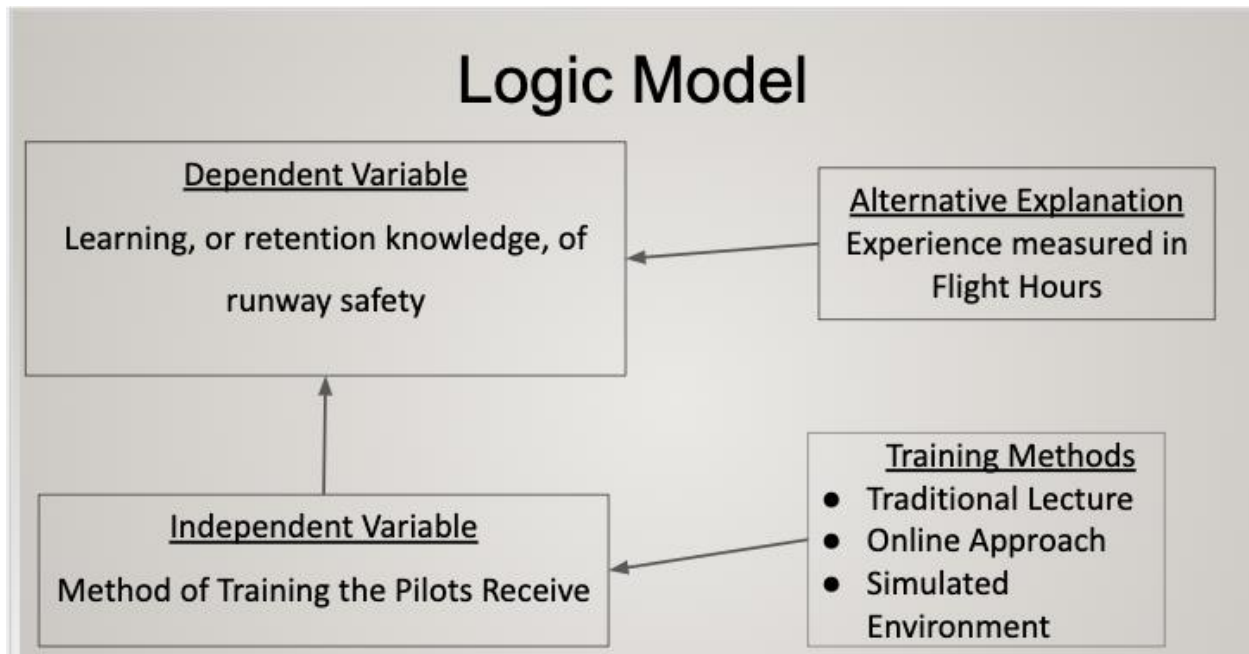 Logic Model
Dependent Variable
Learning, or retention knowledge, of
runway safety
Alternative Explanation
Experience measured in
Flight Hours
Independent Variable
Method of Training the Pilots Receive
Training Methods
● Traditional Lecture
● Online Approach
● Simulated
Environment